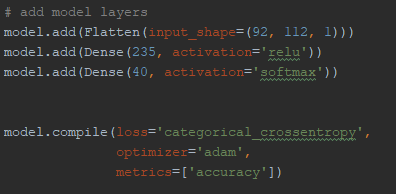 # add model layers
model.add(Flatten(input_shape=(92, 112, 1)))
model.add(Dense(235, activation='relu'))
model.add(Dense(40, activation='softmax'))
model.compile(loss='categorical_crossentropy',
optimizer='adam',
metrics=['accuracy'])